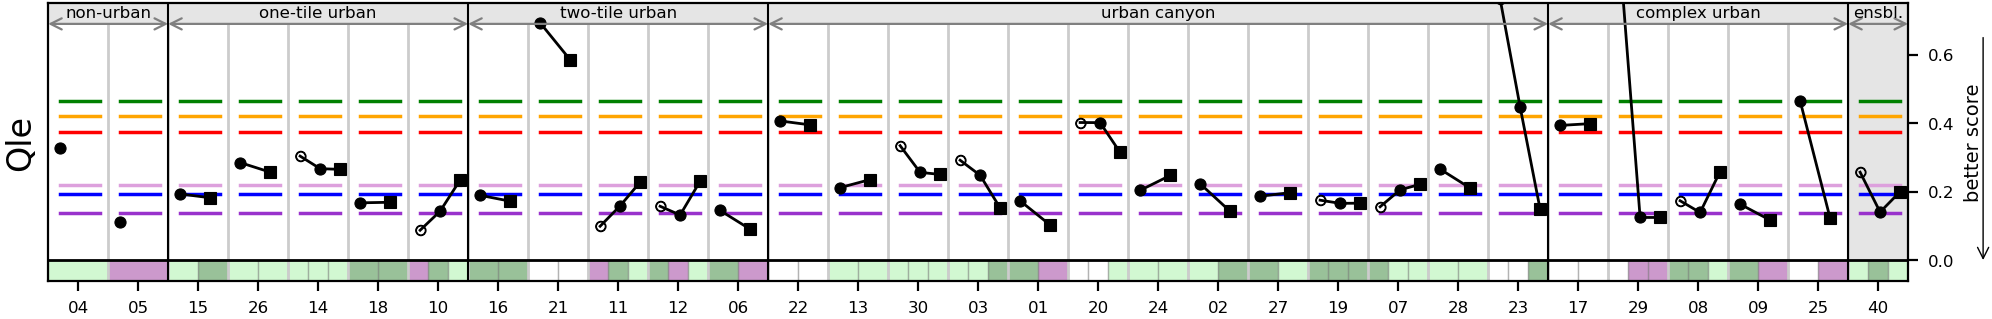 non-urban one-tile urban two-tile urban urban canyon complex urban ensbl.
Qle
0.6
0.4
0.2
0.0
better score
04 05 15 26 14 18 10 16 21 11 12 06 22 13 30 03 01 20 24 02 27 19 07 28 23 17 29 08 09 25 40